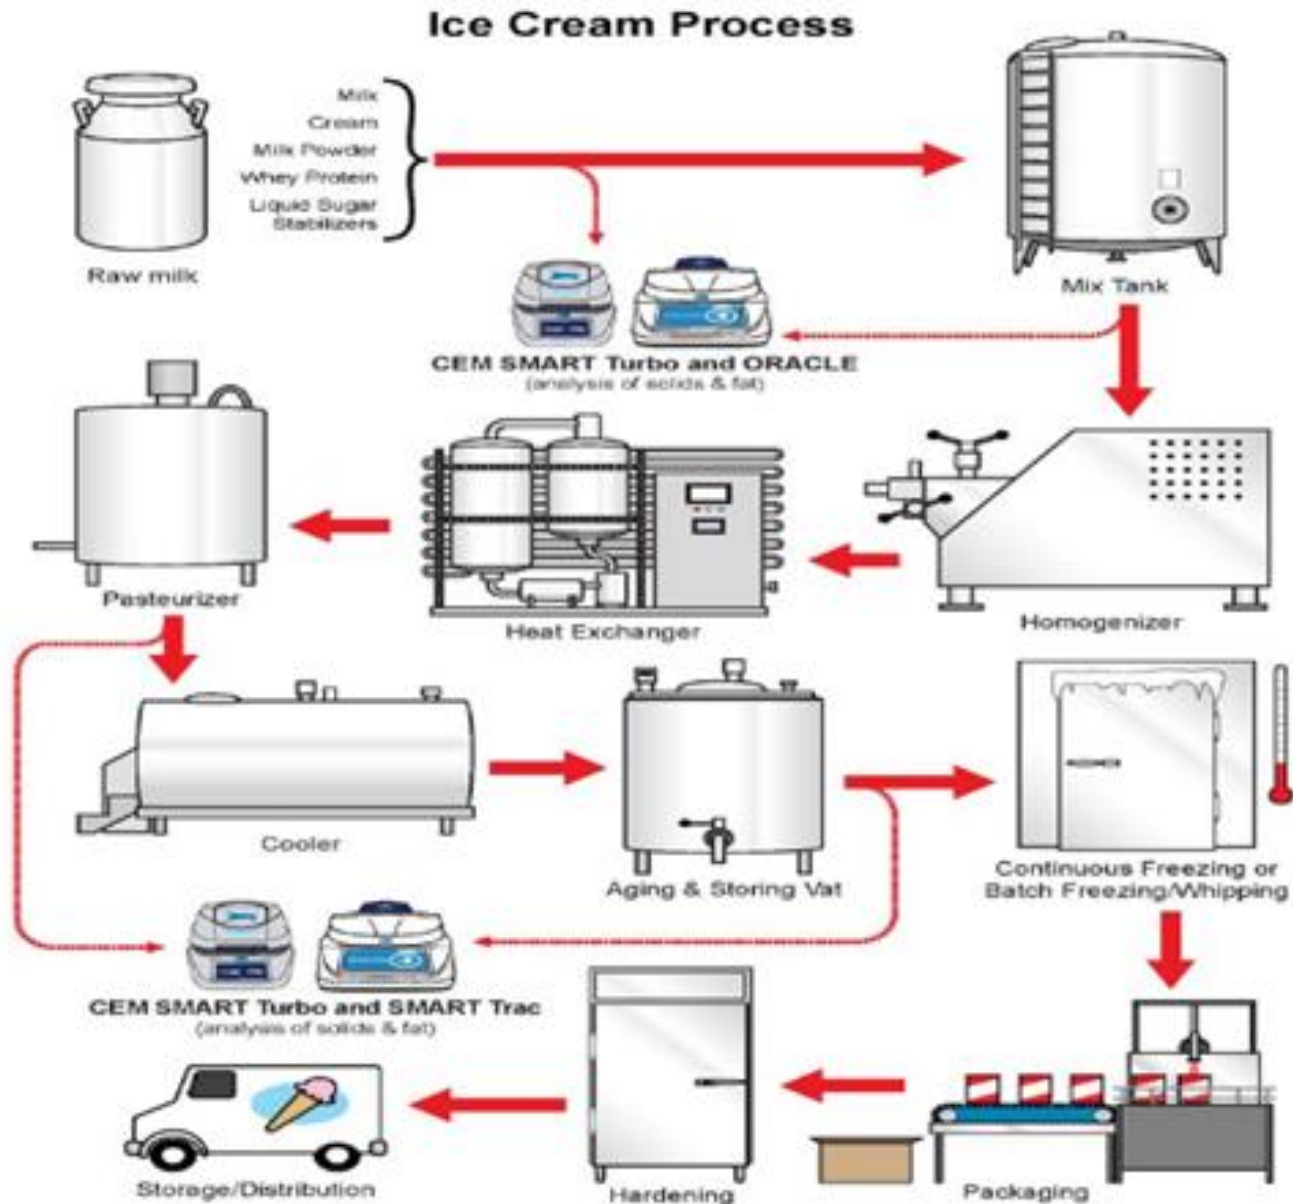 Ice Cream Process
Milk
Cream
Milk Powder
Whey Protein
Liquid Sugar
Stabilizers
Raw milk
Mix Tank
CEM SMART Turbo and ORACLE
(analysis of solids & fat)
Pasteurizer
Heat Exchanger
Homogenizer
Cooler
Aging & Storing Vat
Continuous Freezing or
Batch Freezing/Whipping
CEM SMART Turbo and SMART Trac
(analysis of solids & fat)
Storage/Distribution
Hardening
Packaging